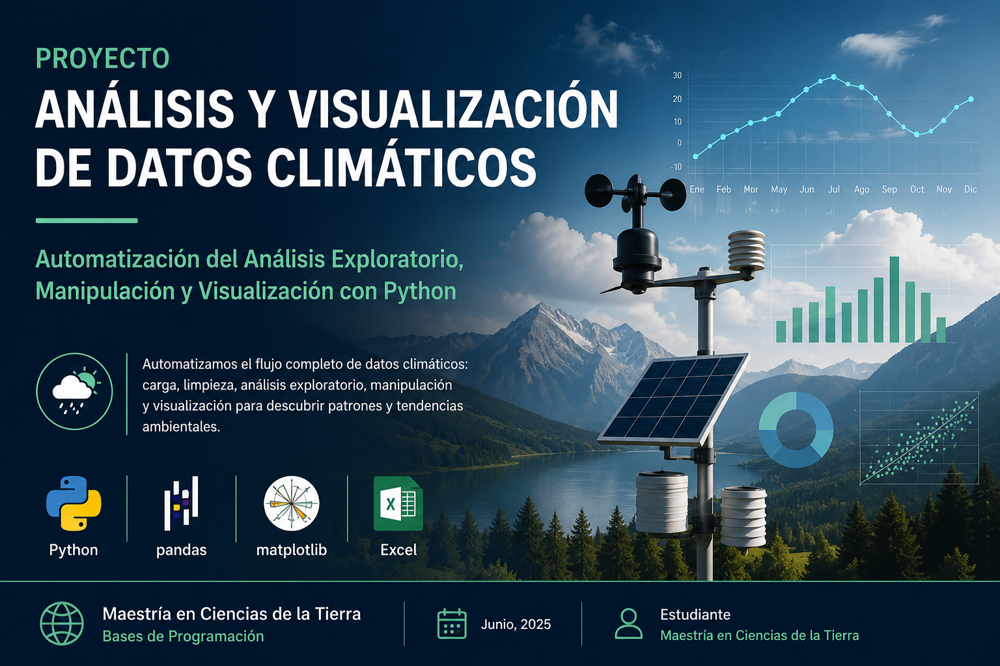 PROYECTO
ANÁLISIS Y VISUALIZACIÓN
DE DATOS CLIMÁTICOS
Automatización del Análisis Exploratorio,
Manipulación y Visualización con Python
Automatizamos el flujo completo de datos climáticos:
carga, limpieza, análisis exploratorio, manipulación
y visualización para descubrir patrones y tendencias
ambientales.
Python
pandas
matplotlib
X
Excel
30
20
10
0
-10
Ene Feb Mbr May Jun Jul Ago Sep Oct Noy Dic
Maestría en Ciencias de la Tierra
Bases de Programación
Junio, 2025
Estudiante
Maestría en Ciencias de la Tierra